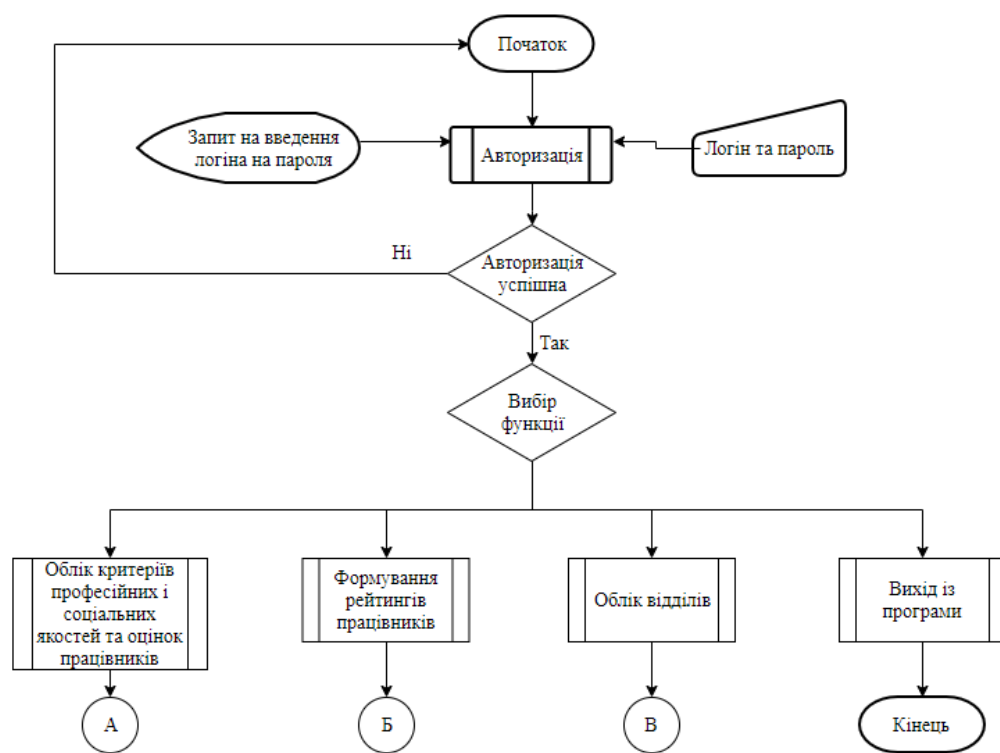 Початок
Запит на введення
логіна на пароля
Авторизація
Логін та пароль
Ні
Авторизація
успішна
Так
Вибір
функції
Облік критеріїв
професійних і
соціальних
якостей та оцінок
працівників
Формування
рейтингів
працівників
Облік відділів
Вихід із
програми
А
Б
В
Кінець